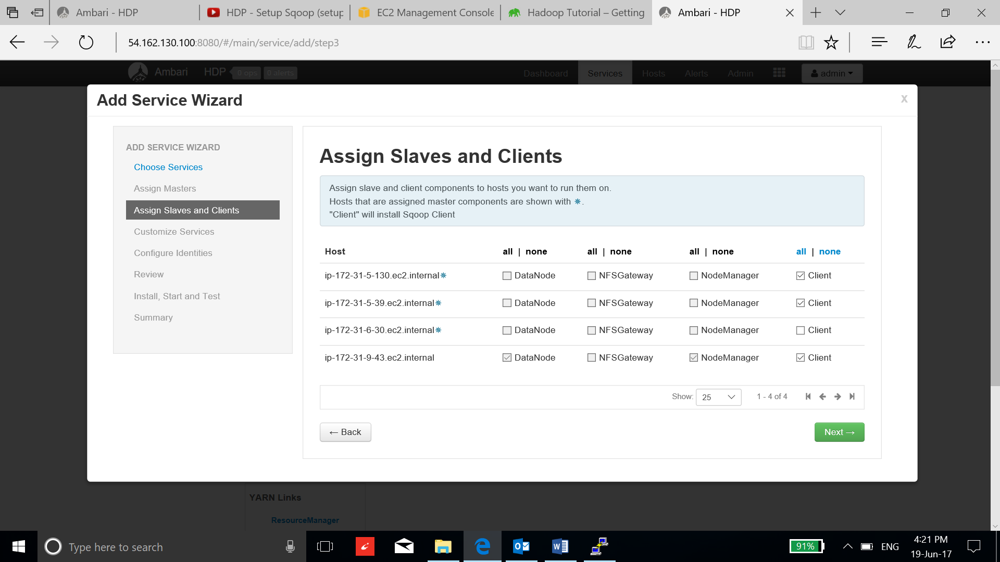 Ambari - HDP
HDP - Setup Sqoop (setup
EC2 Management Console
Hadoop Tutorial – Getting
Ambari - HDP
54.162.130.100:8080/#/main/service/add/step3
Ambari HDP 0 ops 0 alerts
Dashboard Services Hosts Alerts Admin admin
Add Service Wizard
X
ADD SERVICE WIZARD
Choose Services
Assign Masters
Assign Slaves and Clients
Customize Services
Configure Identities
Review
Install, Start and Test
Summary
Assign Slaves and Clients
Assign slave and client components to hosts you want to run them on.
Hosts that are assigned master components are shown with ✵.
"Client" will install Sqoop Client
Host all | none all | none all | none all | none
ip-172-31-5-130.ec2.internal✵ DataNode NFSGateway NodeManager Client
ip-172-31-5-39.ec2.internal✵ DataNode NFSGateway NodeManager Client
ip-172-31-6-30.ec2.internal✵ DataNode NFSGateway NodeManager Client
ip-172-31-9-43.ec2.internal DataNode NFSGateway NodeManager Client
Show: 25 1 - 4 of 4
← Back
Next →
YARN Links
ResourceManager
Type here to search
91%
ENG
4:21 PM
19-Jun-17